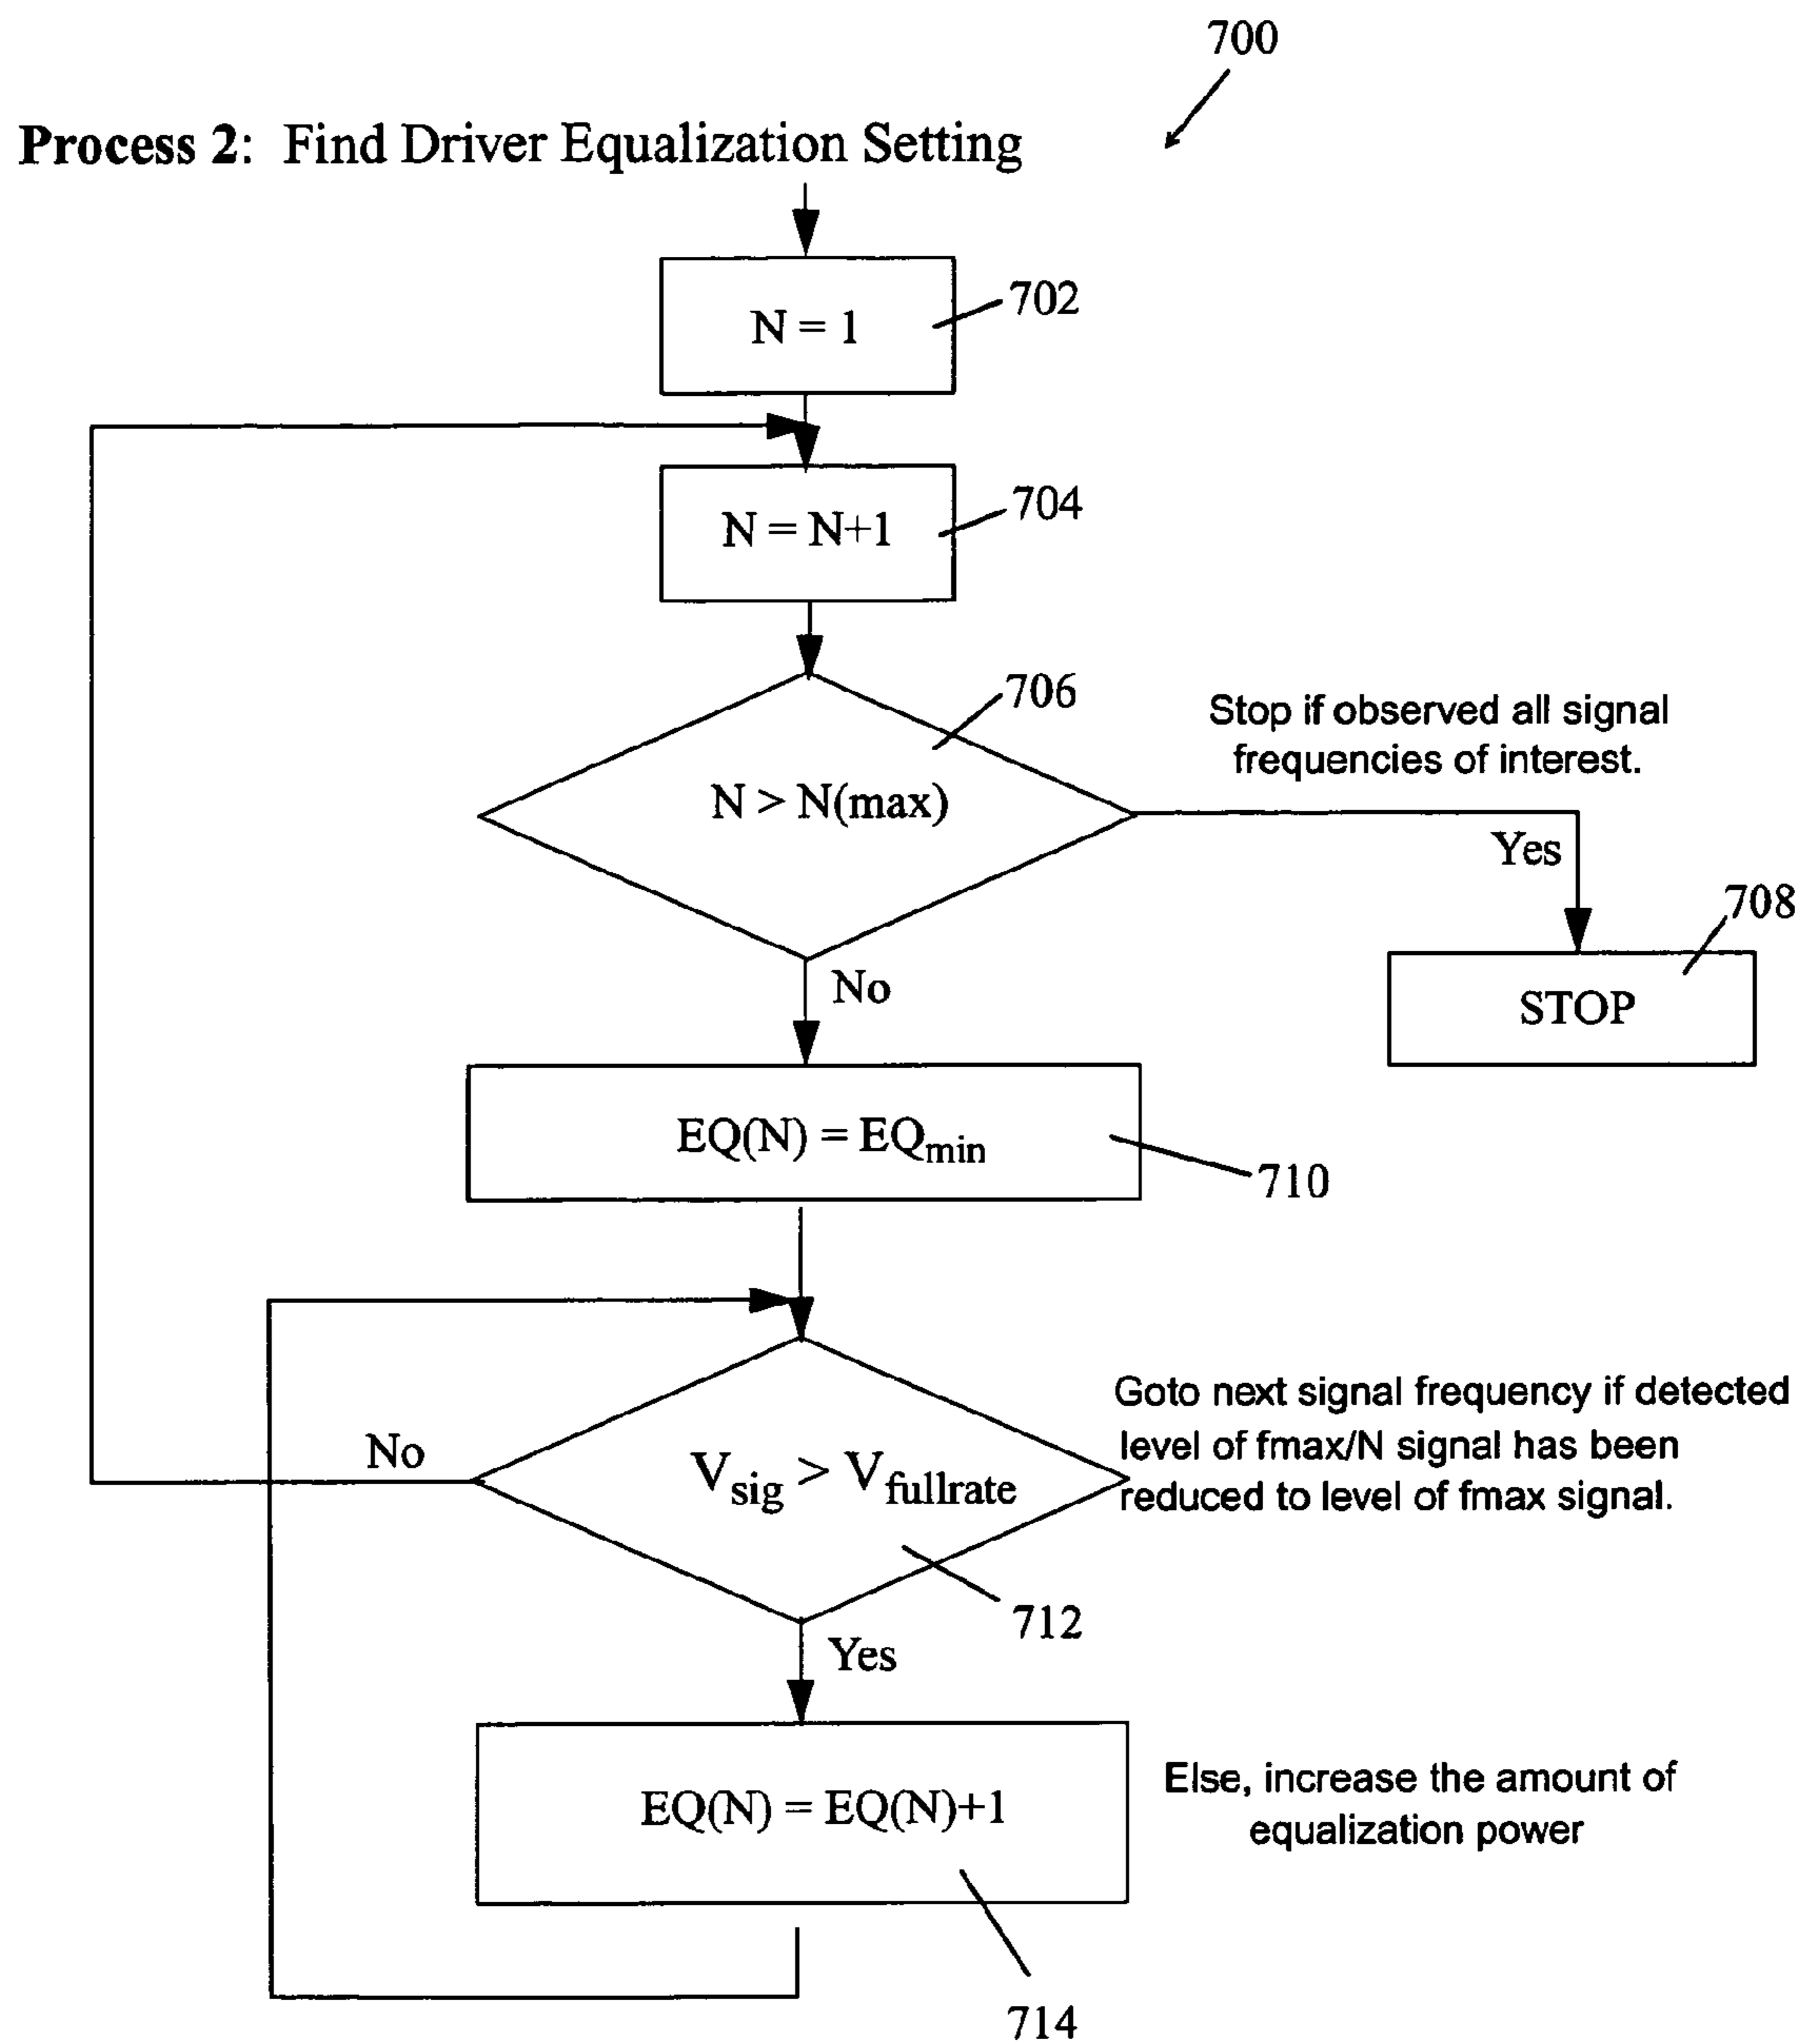 700
Process 2: Find Driver Equalization Setting
N = 1
702
N = N+1
704
706
N > N(max)
Stop if observed all signal
frequencies of interest.
Yes
708
STOP
No
EQ(N) = EQmin
710
No
Vsig > Vfullrate
Goto next signal frequency if detected
level of fmax/N signal has been
reduced to level of fmax signal.
712
Yes
EQ(N) = EQ(N)+1
Else, increase the amount of
equalization power
714